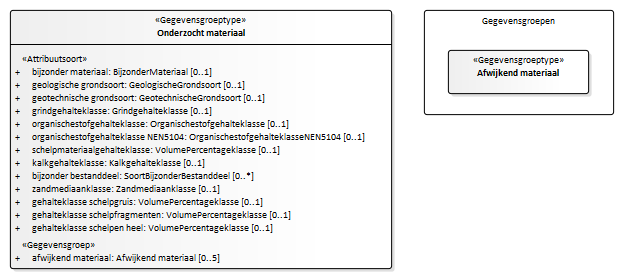 «Gegevensgroeptype»
Onderzocht materiaal
«Attribuutsoort»
+ bijzonder materiaal: BijzonderMateriaal [0..1]
+ geologische grondsoort: GeologischeGrondsoort [0..1]
+ geotechnische grondsoort: GeotechnischeGrondsoort [0..1]
+ grindgehalteklasse: Grindgehalteklasse [0..1]
+ organischestofgehalteklasse: Organischestofgehalteklasse [0..1]
+ organischestofgehalteklasse NEN5104: OrganischestofgehalteklasseNEN5104 [0..1]
+ schelpmateriaalgehalteklasse: VolumePercentageklasse [0..1]
+ kalkgehalteklasse: Kalkgehalteklasse [0..1]
+ bijzonder bestanddeel: SoortBijzonderBestanddeel [0..*]
+ zandmediaanklasse: Zandmediaanklasse [0..1]
+ gehalteklasse schelpgruis: VolumePercentageklasse [0..1]
+ gehalteklasse schelpfragmenten: VolumePercentageklasse [0..1]
+ gehalteklasse schelpen heel: VolumePercentageklasse [0..1]
«Gegevensgroep»
+ afwijkend materiaal: Afwijkend materiaal [0..5]
Gegevensgroepen
«Gegevensgroeptype»
Afwijkend materiaal